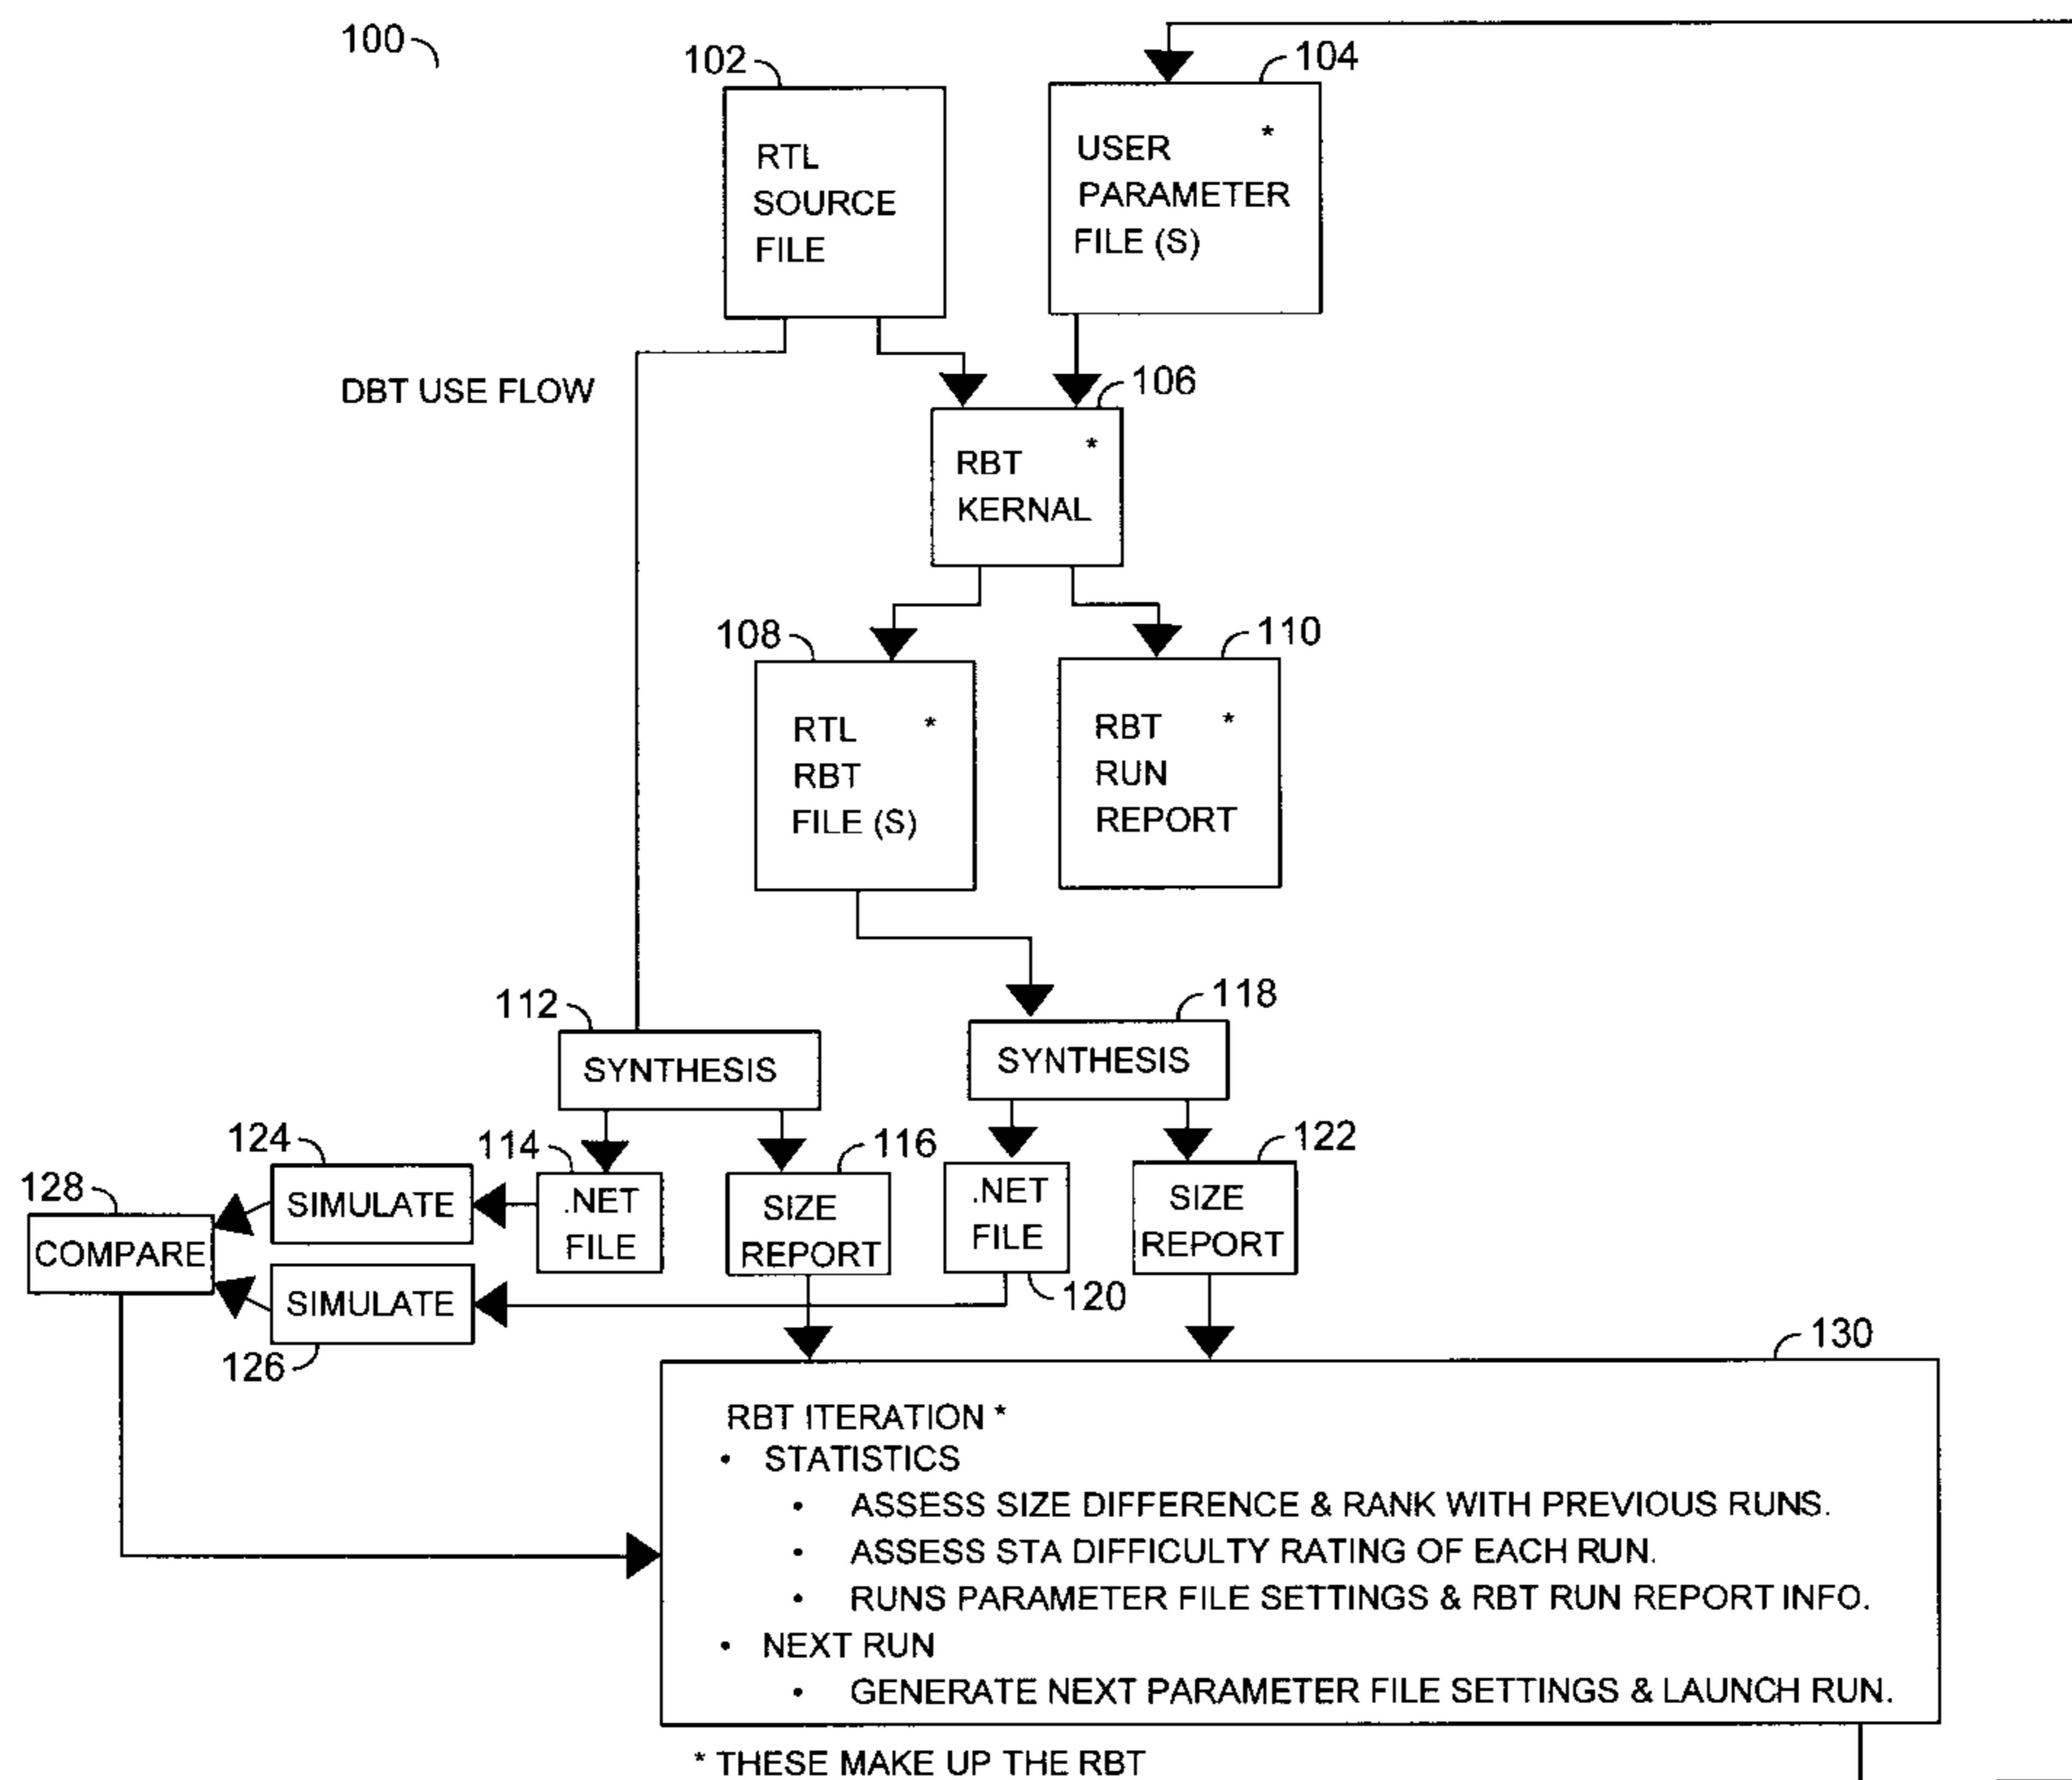 100
102
104
RTL
SOURCE
FILE
USER *
PARAMETER
FILE (S)
DBT USE FLOW
106
RBT *
KERNAL
108
110
RTL *
RBT
FILE (S)
RBT *
RUN
REPORT
112
118
SYNTHESIS
SYNTHESIS
124
114
116
122
128
SIMULATE
.NET
FILE
SIZE
REPORT
.NET
FILE
SIZE
REPORT
COMPARE
SIMULATE
120
126
130
RBT ITERATION *
• STATISTICS
• ASSESS SIZE DIFFERENCE & RANK WITH PREVIOUS RUNS.
• ASSESS STA DIFFICULTY RATING OF EACH RUN.
• RUNS PARAMETER FILE SETTINGS & RBT RUN REPORT INFO.
• NEXT RUN
• GENERATE NEXT PARAMETER FILE SETTINGS & LAUNCH RUN.
* THESE MAKE UP THE RBT